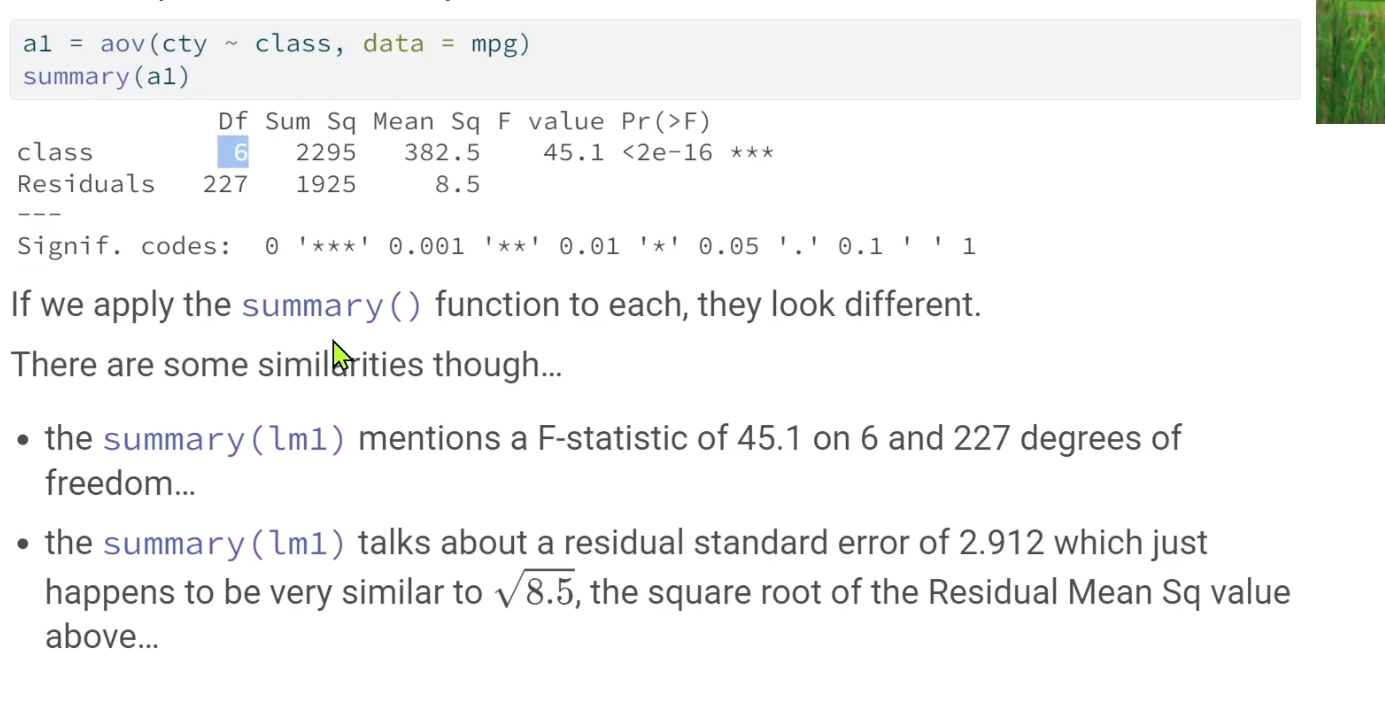 a1 = aov(cty ~ class, data = mpg)
summary(a1)
Df Sum Sq Mean Sq F value Pr(>F)
class 6 2295 382.5 45.1 <2e-16 ***
Residuals 227 1925 8.5
---
Signif. codes: 0 '***' 0.001 '**' 0.01 '*' 0.05 '.' 0.1 ' ' 1
If we apply the summary() function to each, they look different.
There are some similarities though...
• the summary(lm1) mentions a F-statistic of 45.1 on 6 and 227 degrees of
freedom...
• the summary(lm1) talks about a residual standard error of 2.912 which just
happens to be very similar to √8.5, the square root of the Residual Mean Sq value
above...